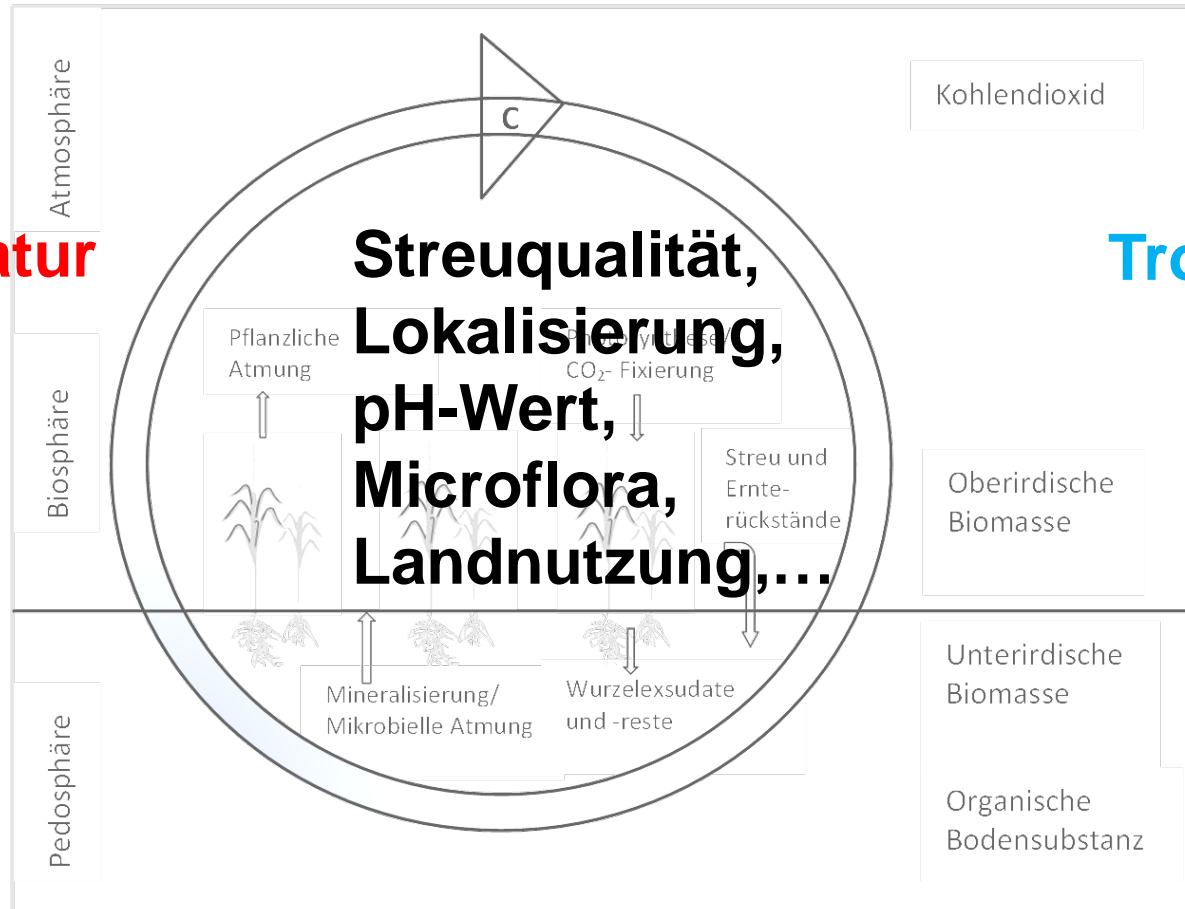 Atmosphäre
C
Kohlendioxid
atur
Streuqualität,
Lokalisierung,
pH-Wert,
Microflora,
Landnutzung,...
Tro
Pflanzliche
Atmung
Photosynthese/
CO₂- Fixierung
Biosphäre
Streu und
Ernte-
rückstände
Oberirdische
Biomasse
Pedosphäre
Mineralisierung/
Mikrobielle Atmung
Wurzelexsudate
und -reste
Unterirdische
Biomasse
Organische
Bodensubstanz